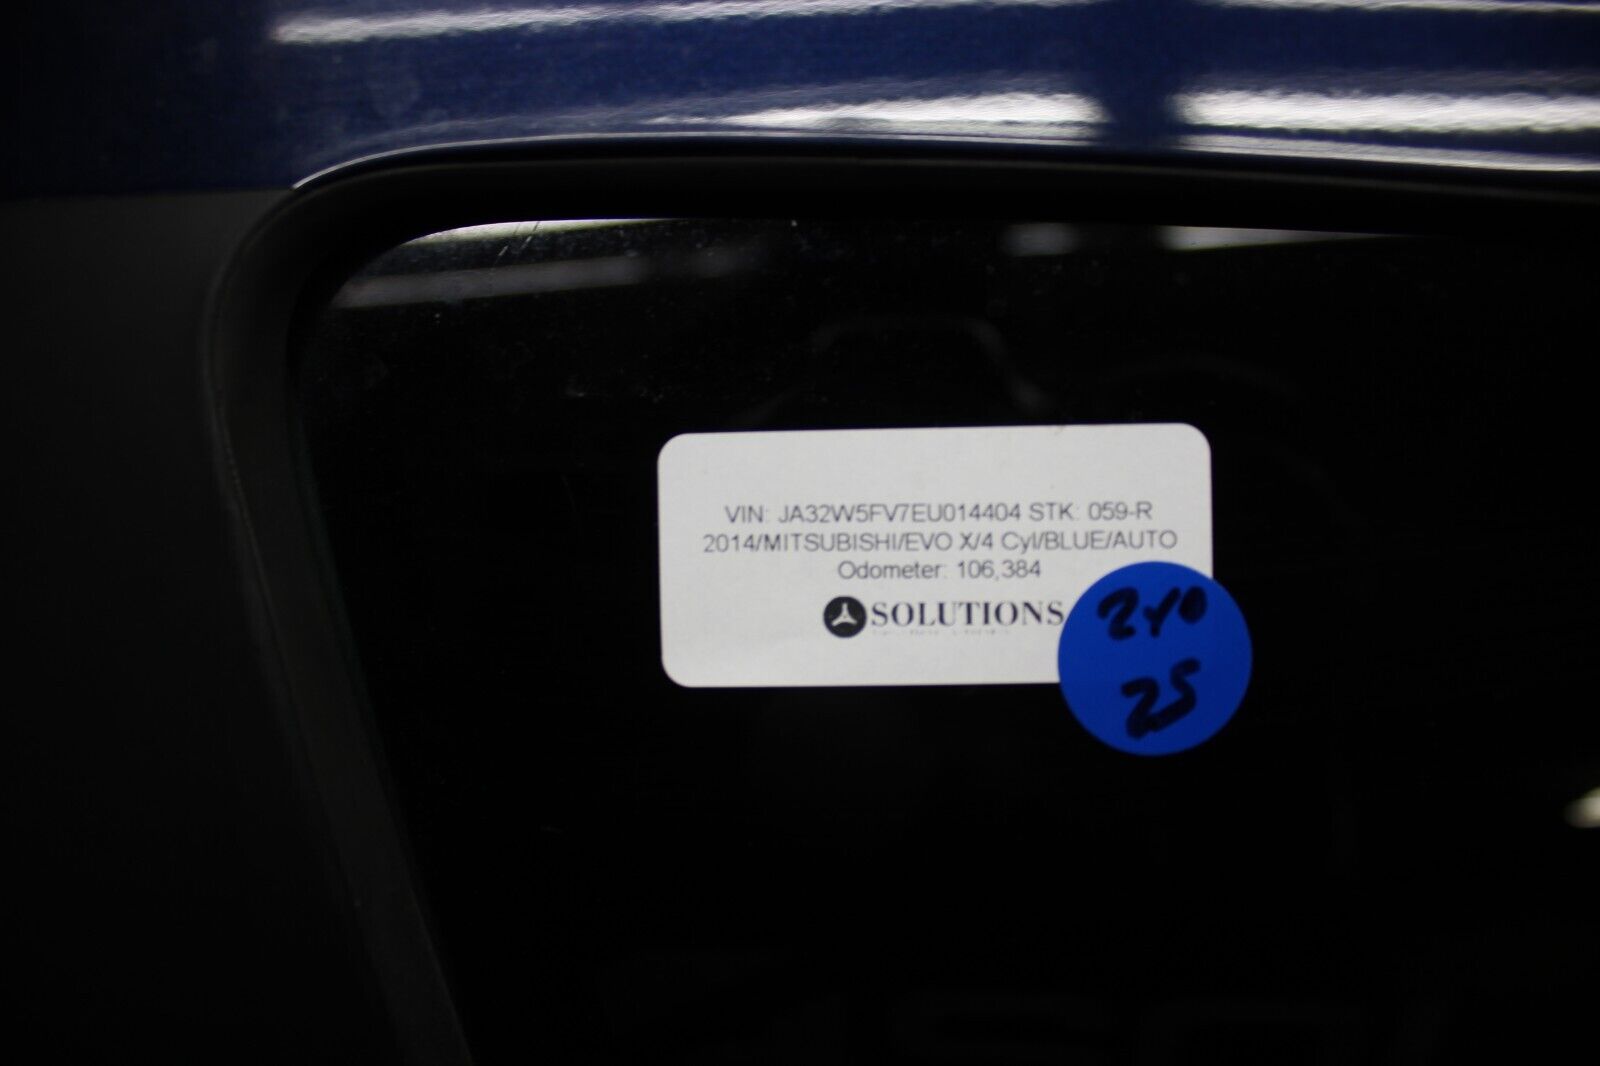 VIN: JA32W5FV7EU014404 STK: 059-R
2014/MITSUBISHI/EVO X/4 Cyl/BLUE/AUTO
Odometer: 106,384
SOLUTIONS
240
25